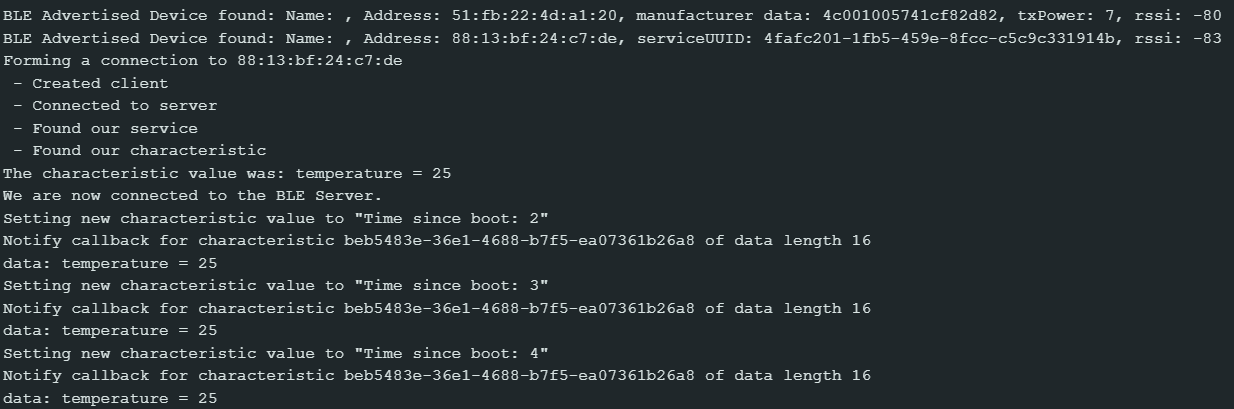 BLE Advertised Device found: Name: , Address: 51:fb:22:4d:a1:20, manufacturer data: 4c001005741cf82d82, txPower: 7, rssi: -80
BLE Advertised Device found: Name: , Address: 88:13:bf:24:c7:de, serviceUUID: 4fafc201-1fb5-459e-8fcc-c5c9c331914b, rssi: -83
Forming a connection to 88:13:bf:24:c7:de
 - Created client
 - Connected to server
 - Found our service
 - Found our characteristic
The characteristic value was: temperature = 25
We are now connected to the BLE Server.
Setting new characteristic value to "Time since boot: 2"
Notify callback for characteristic beb5483e-36e1-4688-b7f5-ea07361b26a8 of data length 16
data: temperature = 25
Setting new characteristic value to "Time since boot: 3"
Notify callback for characteristic beb5483e-36e1-4688-b7f5-ea07361b26a8 of data length 16
data: temperature = 25
Setting new characteristic value to "Time since boot: 4"
Notify callback for characteristic beb5483e-36e1-4688-b7f5-ea07361b26a8 of data length 16
data: temperature = 25